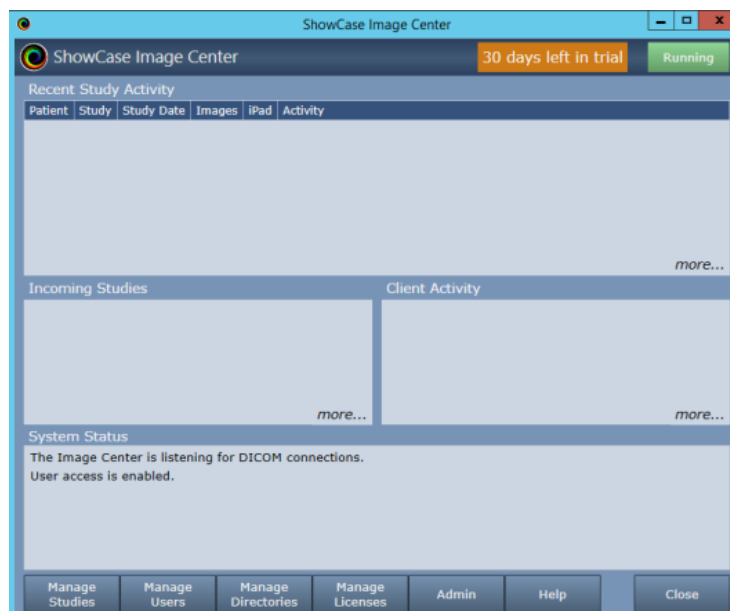 ShowCase Image Center
ShowCase Image Center
30 days left in trial
Running
Recent Study Activity
Patient Study Study Date Images iPad Activity
more...
Incoming Studies
Client Activity
more...
more...
System Status
The Image Center is listening for DICOM connections.
User access is enabled.
Manage
Studies
Manage
Users
Manage
Directories
Manage
Licenses
Admin
Help
Close